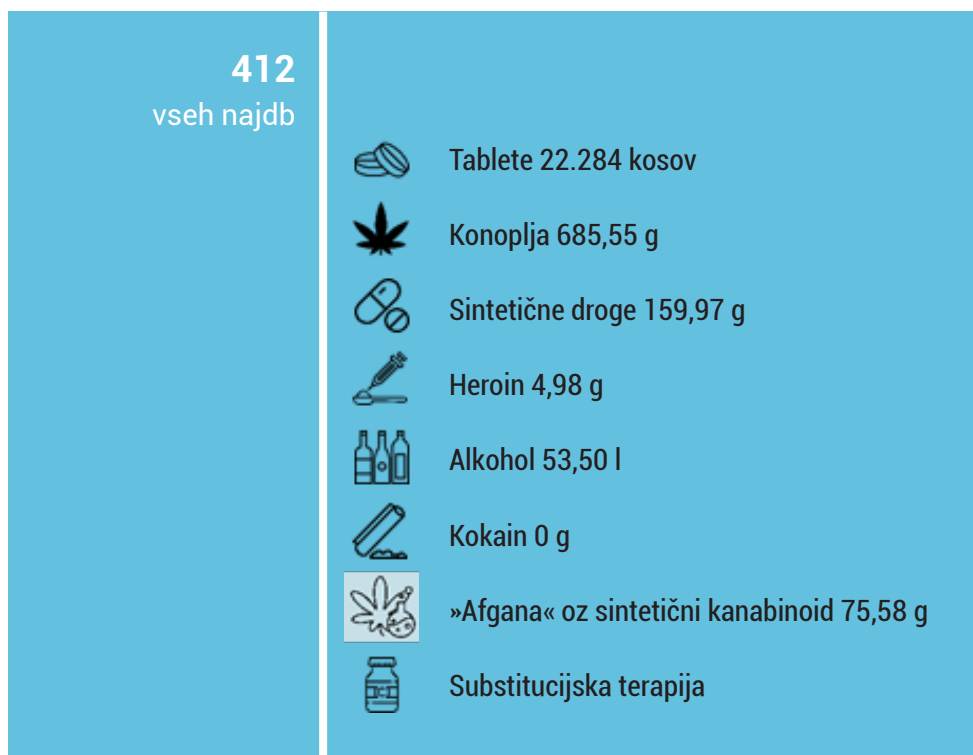 412
vseh najdb
Tablete 22.284 kosov
Konoplja 685,55 g
Sintetične droge 159,97 g
Heroin 4,98 g
Alkohol 53,50 l
Kokain 0 g
»Afgana« oz sintetični kanabinoid 75,58 g
Substitucijska terapija